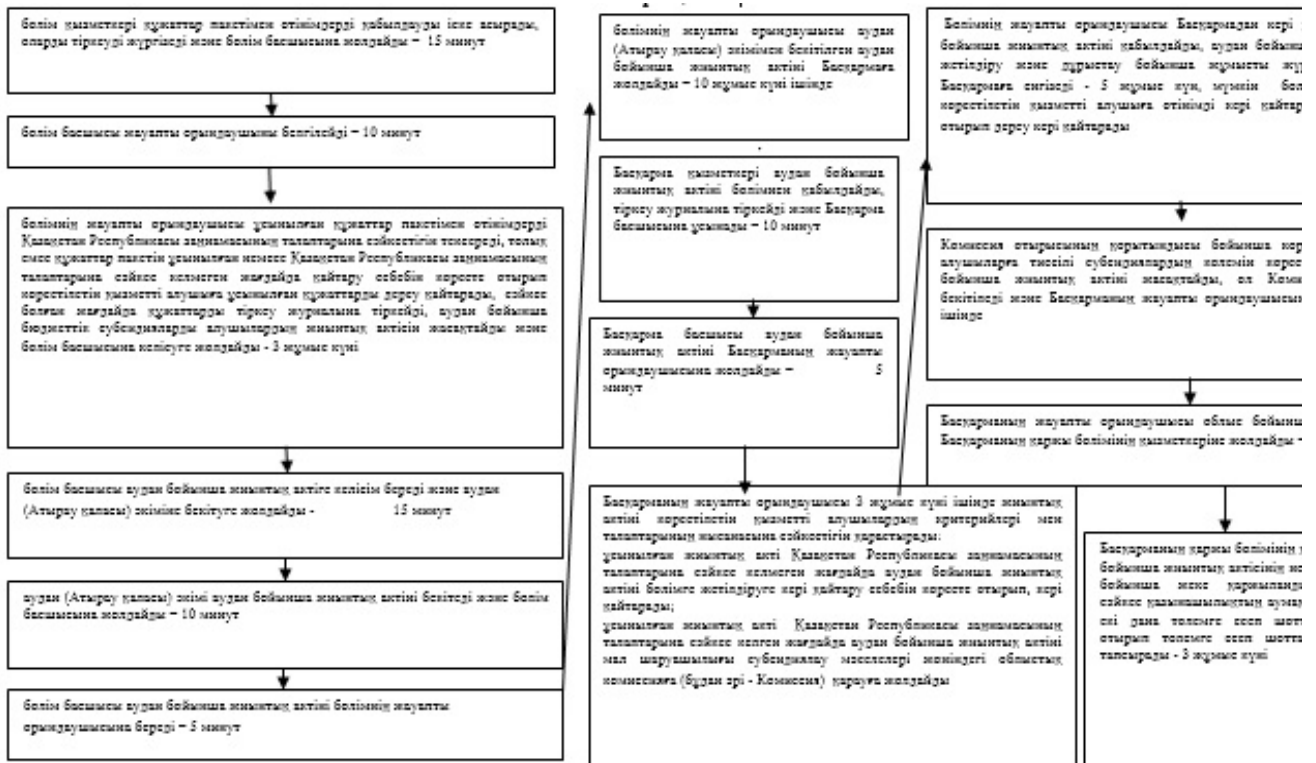 бөлім қызметкері құжаттар пакетімен өтінімдерді қабылдауды іске асырады,
оларды тіркеуді жүргізеді және бөлім басшысына жолдайды – 15 минут
бөлім басшысы жауапты орындаушыны белгілейді – 10 минут
бөлімнің жауапты орындаушысы ұсынылған құжаттар пакетімен өтінімдерді
Қазақстан Республикасы заңнамасының талаптарына сәйкестігін тексереді, толық
емес құжаттар пакетін ұсынылған немесе Қазақстан Республикасы заңнамасының
талаптарына сәйкес келмеген жағдайда қайтару себебін көрсете отырып
көрсетілетін қызметті алушыға ұсынылған құжаттарды дереу қайтарады, сәйкес
болған жағдайда құжаттарды тіркеу журналына тіркейді, аудан бойынша
бюджеттік субсидияларды алушылардың жиынтық актісін жасақтайды және
бөлім басшысына келісуге жолдайды - 3 жұмыс күні
бөлім басшысы аудан бойынша жиынтық актіге келісім береді және аудан
(Атырау қаласы) әкіміне бекітуге жолдайды - 15 минут
аудан (Атырау қаласы) әкімі аудан бойынша жиынтық актіні бекітеді және бөлім
басшысына жолдайды – 10 минут
бөлім басшысы аудан бойынша жиынтық актіні бөлімнің жауапты
орындаушысына береді – 5 минут
бөлімнің жауапты орындаушысы аудан
(Атырау қаласы) әкімімен бекітілген аудан
бойынша жиынтық актіні Басқармаға
жолдайды – 10 жұмыс күні ішінде
Басқарма қызметкері аудан бойынша
жиынтық актіні бөлімнен қабылдайды,
тіркеу журналына тіркейді және Басқарма
басшысына ұсынады – 10 минут
Басқарма басшысы аудан бойынша
жиынтық актіні Басқарманың жауапты
орындаушысына жолдайды – 5
минут
Басқарманың жауапты орындаушысы 3 жұмыс күні ішінде жиынтық
актіні көрсетілетін қызметті алушылардың критерийлері мен
талаптарының нысанасына сәйкестігін қарастырады:
ұсынылған жиынтық акті Қазақстан Республикасы заңнамасының
талаптарына сәйкес келмеген жағдайда аудан бойынша жиынтық
актіні бөлімге жетілдіруге кері қайтару себебін көрсете отырып, кері
қайтарады;
ұсынылған жиынтық акті Қазақстан Республикасы заңнамасының
талаптарына сәйкес келген жағдайда аудан бойынша жиынтық актіні
мал шаруашылығы субсидиялау мәселелері жөніндегі облыстық
комиссияға (бұдан әрі - Комиссия) қарауға жолдайды
Бөлімнің жауапты орындаушысы Басқармадан кері
бойынша жиынтық актіні қабылдайды, аудан бойынша
жетілдіру және дұрыстау бойынша жұмысты
Басқармаға енгізеді - 5 жұмыс күн, мүмкін
көрсетілетін қызметті алушыға өтінімді кері
отырып дереу кері қайтарады
Комиссия отырысының қорытындысы бойынша
алушыларға тиесілі субсидиялардың көлемін
бойынша жиынтық актіні жасақтайды, ол
бекітіледі және Басқарманың жауапты
ішінде
Басқарманың жауапты орындаушысы облыс
Басқарманың қаржы бөлімінің қызметкеріне жолдайды –
Басқарманың қаржы бөлімінің
бойынша жиынтық актісінің
бойынша жеке
сәйкес қазынашылықтың
екі дана төлемге есеп
отырып төлемге есеп
тапсырады - 3 жұмыс күні